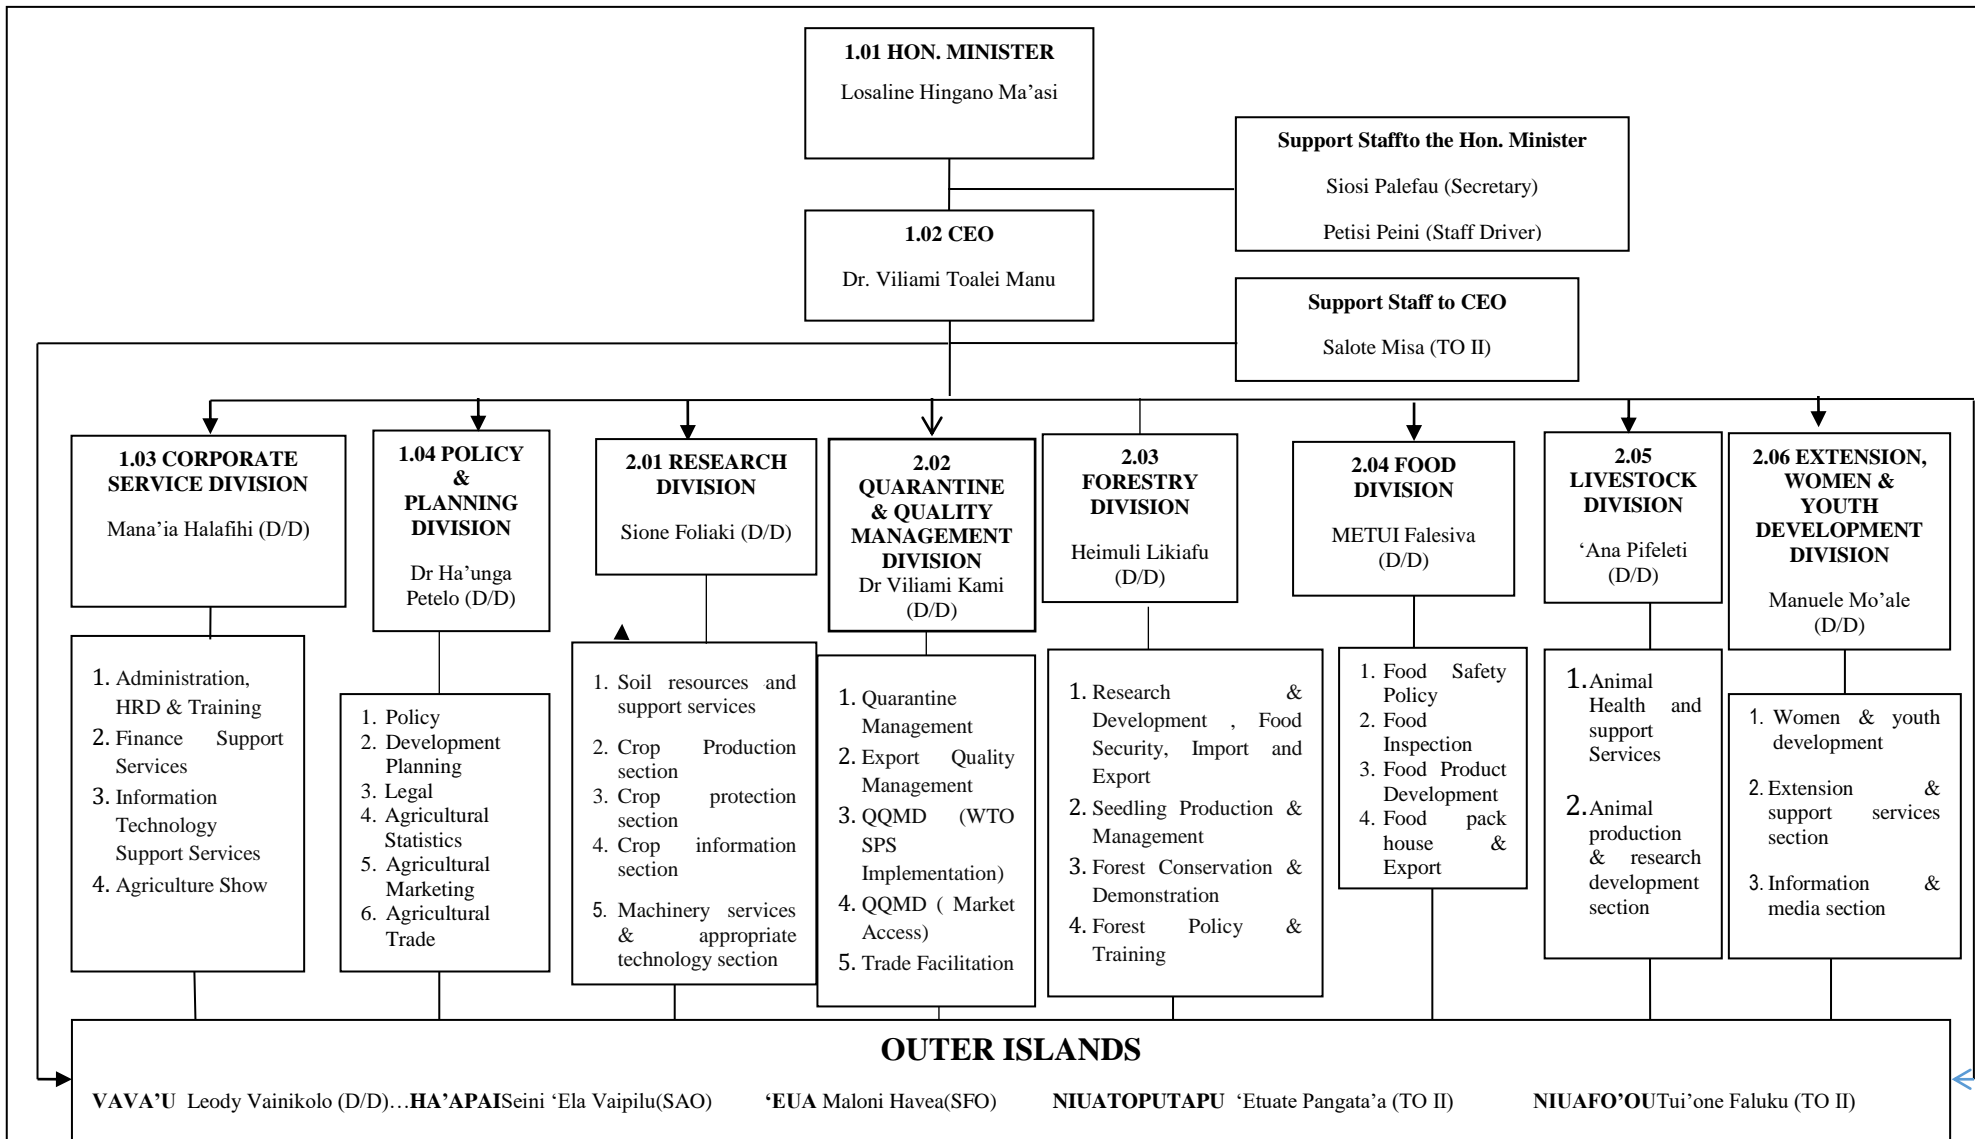 1.01 HON. MINISTER
Losaline Hingano Ma’asi
Support Staffto the Hon. Minister
Siosi Palefau (Secretary)
Petisi Peini (Staff Driver)
1.02 CEO
Dr. Viliami Toalei Manu
Support Staff to CEO
Salote Misa (TO II)
1.03 CORPORATE
SERVICE DIVISION
Mana’ia Halafihi (D/D)
1.04 POLICY
&
PLANNING
DIVISION
Dr Ha’unga
Petelo (D/D)
2.01 RESEARCH
DIVISION
Sione Foliaki (D/D)
2.02
QUARANTINE
& QUALITY
MANAGEMENT
DIVISION
Dr Viliami Kami
(D/D)
2.03
FORESTRY
DIVISION
Heimuli Likiafu
(D/D)
2.04 FOOD
DIVISION
METUI Falesiva
(D/D)
2.05
LIVESTOCK
DIVISION
‘Ana Pifeleti
(D/D)
2.06 EXTENSION,
WOMEN &
YOUTH
DEVELOPMENT
DIVISION
Manuele Mo’ale
(D/D)
1. Administration,
HRD & Training
2. Finance Support
Services
3. Information
Technology
Support Services
4. Agriculture Show
1. Policy
2. Development
Planning
3. Legal
4. Agricultural
Statistics
5. Agricultural
Marketing
6. Agricultural
Trade
1. Soil resources and
support services
2. Crop Production
section
3. Crop protection
section
4. Crop information
section
5. Machinery services
& appropriate
technology section
1. Quarantine
Management
2. Export Quality
Management
3. QQMD (WTO
SPS
Implementation)
4. QQMD ( Market
Access)
5. Trade Facilitation
1. Research &
Development , Food
Security, Import and
Export
2. Seedling Production &
Management
3. Forest Conservation &
Demonstration
4. Forest Policy &
Training
1. Food Safety
Policy
2. Food
Inspection
3. Food Product
Development
4. Food pack
house &
Export
1. Animal
Health and
support
Services
2. Animal
production
& research
development
section
1. Women & youth
development
2. Extension &
support services
section
3. Information &
media section
OUTER ISLANDS
VAVA’U Leody Vainikolo (D/D)…HA’APAISeini ‘Ela Vaipilu(SAO) ‘EUA Maloni Havea(SFO) NIUATOPUTAPU ‘Etuate Pangata’a (TO II) NIUAFO’OUTui’one Faluku (TO II)